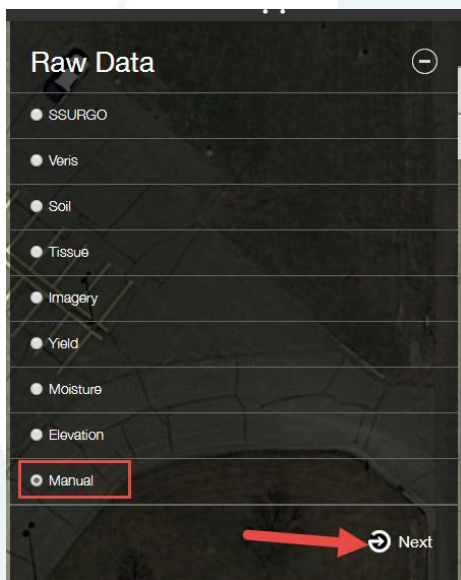 Raw Data
SSURGO
Veris
Soil
Tissue
Imagery
Yield
Moisture
Elevation
Manual
Next